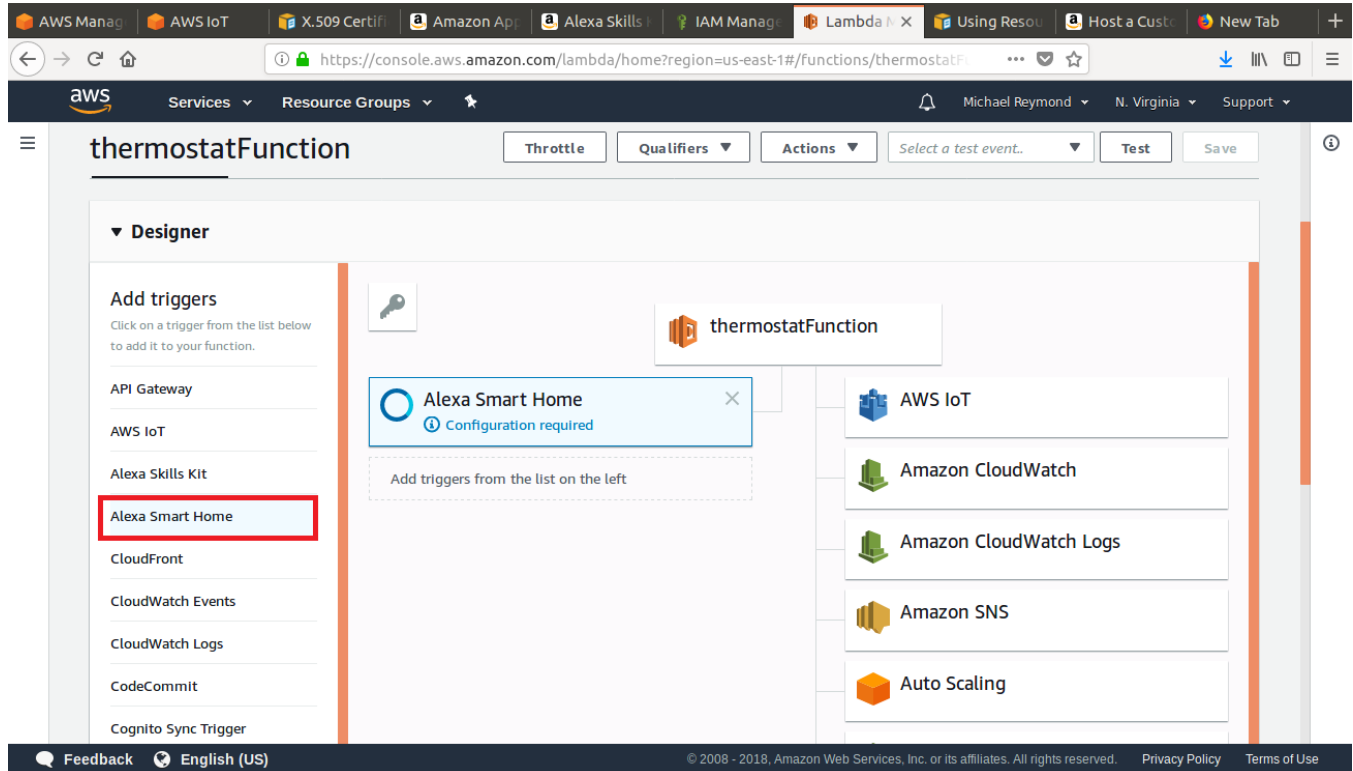 AWS Manag
AWS IoT
X.509 Certifi
Amazon App
Alexa Skills K
IAM Manage
Lambda M
Using Resou
Host a Custo
New Tab
https://console.aws.amazon.com/lambda/home?region=us-east-1#/functions/thermostatF
aws
Services
Resource Groups
Michael Reymond
N. Virginia
Support
thermostatFunction
Throttle
Qualifiers
Actions
Select a test event..
Test
Save
Designer
Add triggers
Click on a trigger from the list below
to add it to your function.
API Gateway
AWS IoT
Alexa Skills Kit
Alexa Smart Home
CloudFront
CloudWatch Events
CloudWatch Logs
CodeCommit
Cognito Sync Trigger
thermostatFunction
Alexa Smart Home
Configuration required
Add triggers from the list on the left
AWS IoT
Amazon CloudWatch
Amazon CloudWatch Logs
Amazon SNS
Auto Scaling
Feedback
English (US)
© 2008 - 2018, Amazon Web Services, Inc. or its affiliates. All rights reserved.
Privacy Policy
Terms of Use